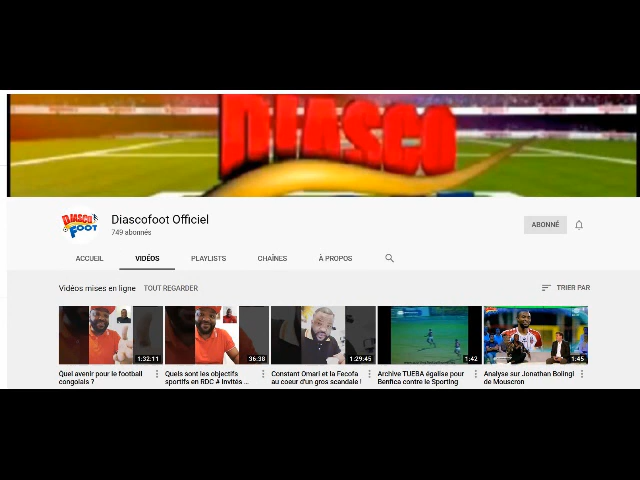 DIASCO
DIASCO
FOOT
Diascofoot Officiel
749 abonnés
ABONNÉ
ACCUEIL
VIDÉOS
PLAYLISTS
CHAÎNES
À PROPOS
Vidéos mises en ligne
TOUT REGARDER
TRIER PAR
1:32:11
36:38
1:29:45
1:42
1:45
Quel avenir pour le football
congolais ?
Quels sont les objectifs
sportifs en RDC # Invités ...
Constant Omari et la Fecofa
au coeur d'un gros scandale !
Archive TUEBA égalise pour
Benfica contre le Sporting
Analyse sur Jonathan Bolingi
de Mouscron